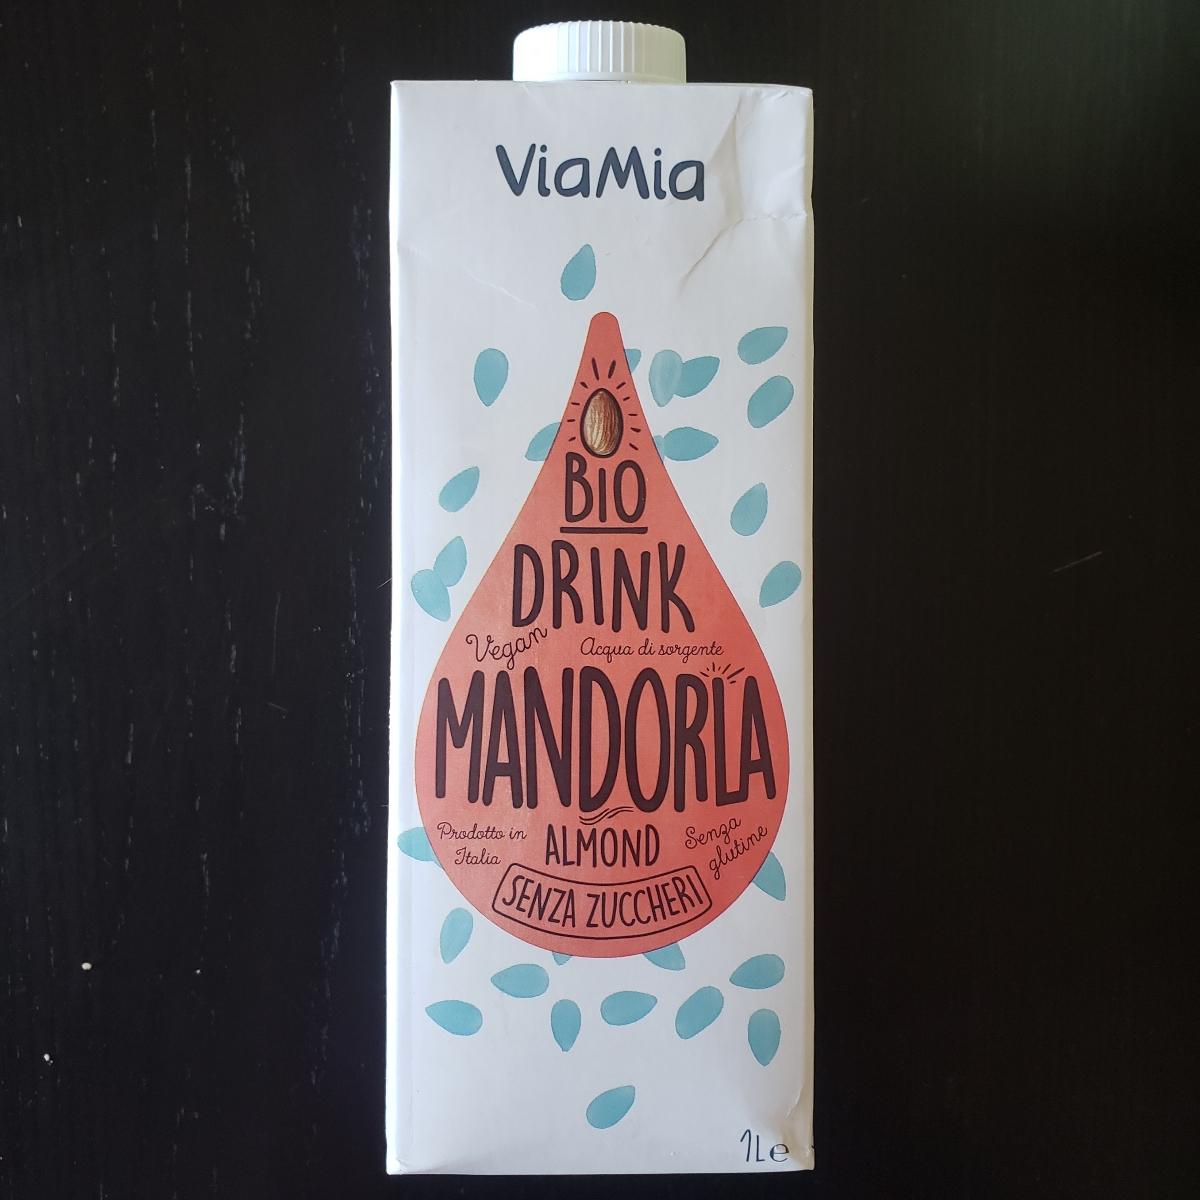 ViaMia
BIO
DRINK
Vegan
Acqua di sorgente
MANDORLA
Prodotto in
Italia
ALMOND
Senza
glutine
SENZA ZUCCHERI
1L e